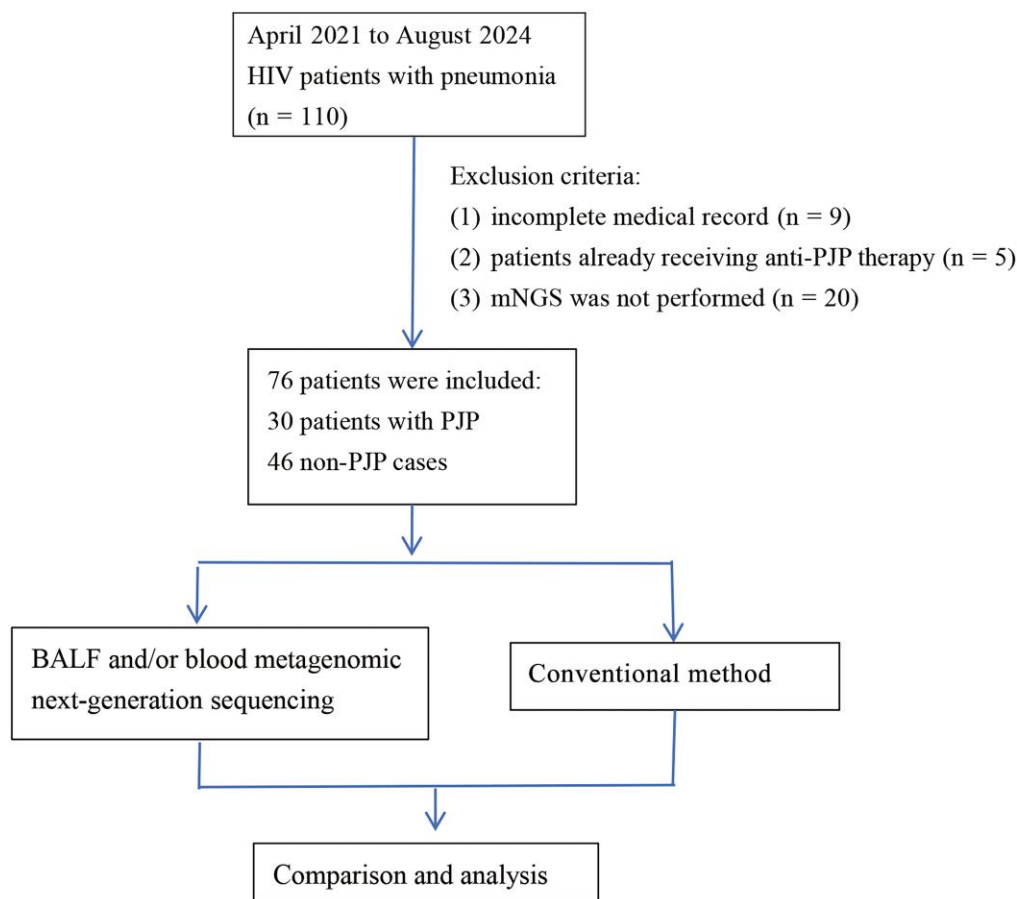 April 2021 to August 2024
HIV patients with pneumonia
(n = 110)
Exclusion criteria:
(1) incomplete medical record (n = 9)
(2) patients already receiving anti-PJP therapy (n = 5)
(3) mNGS was not performed (n = 20)
76 patients were included:
30 patients with PJP
46 non-PJP cases
BALF and/or blood metagenomic
next-generation sequencing
Conventional method
Comparison and analysis